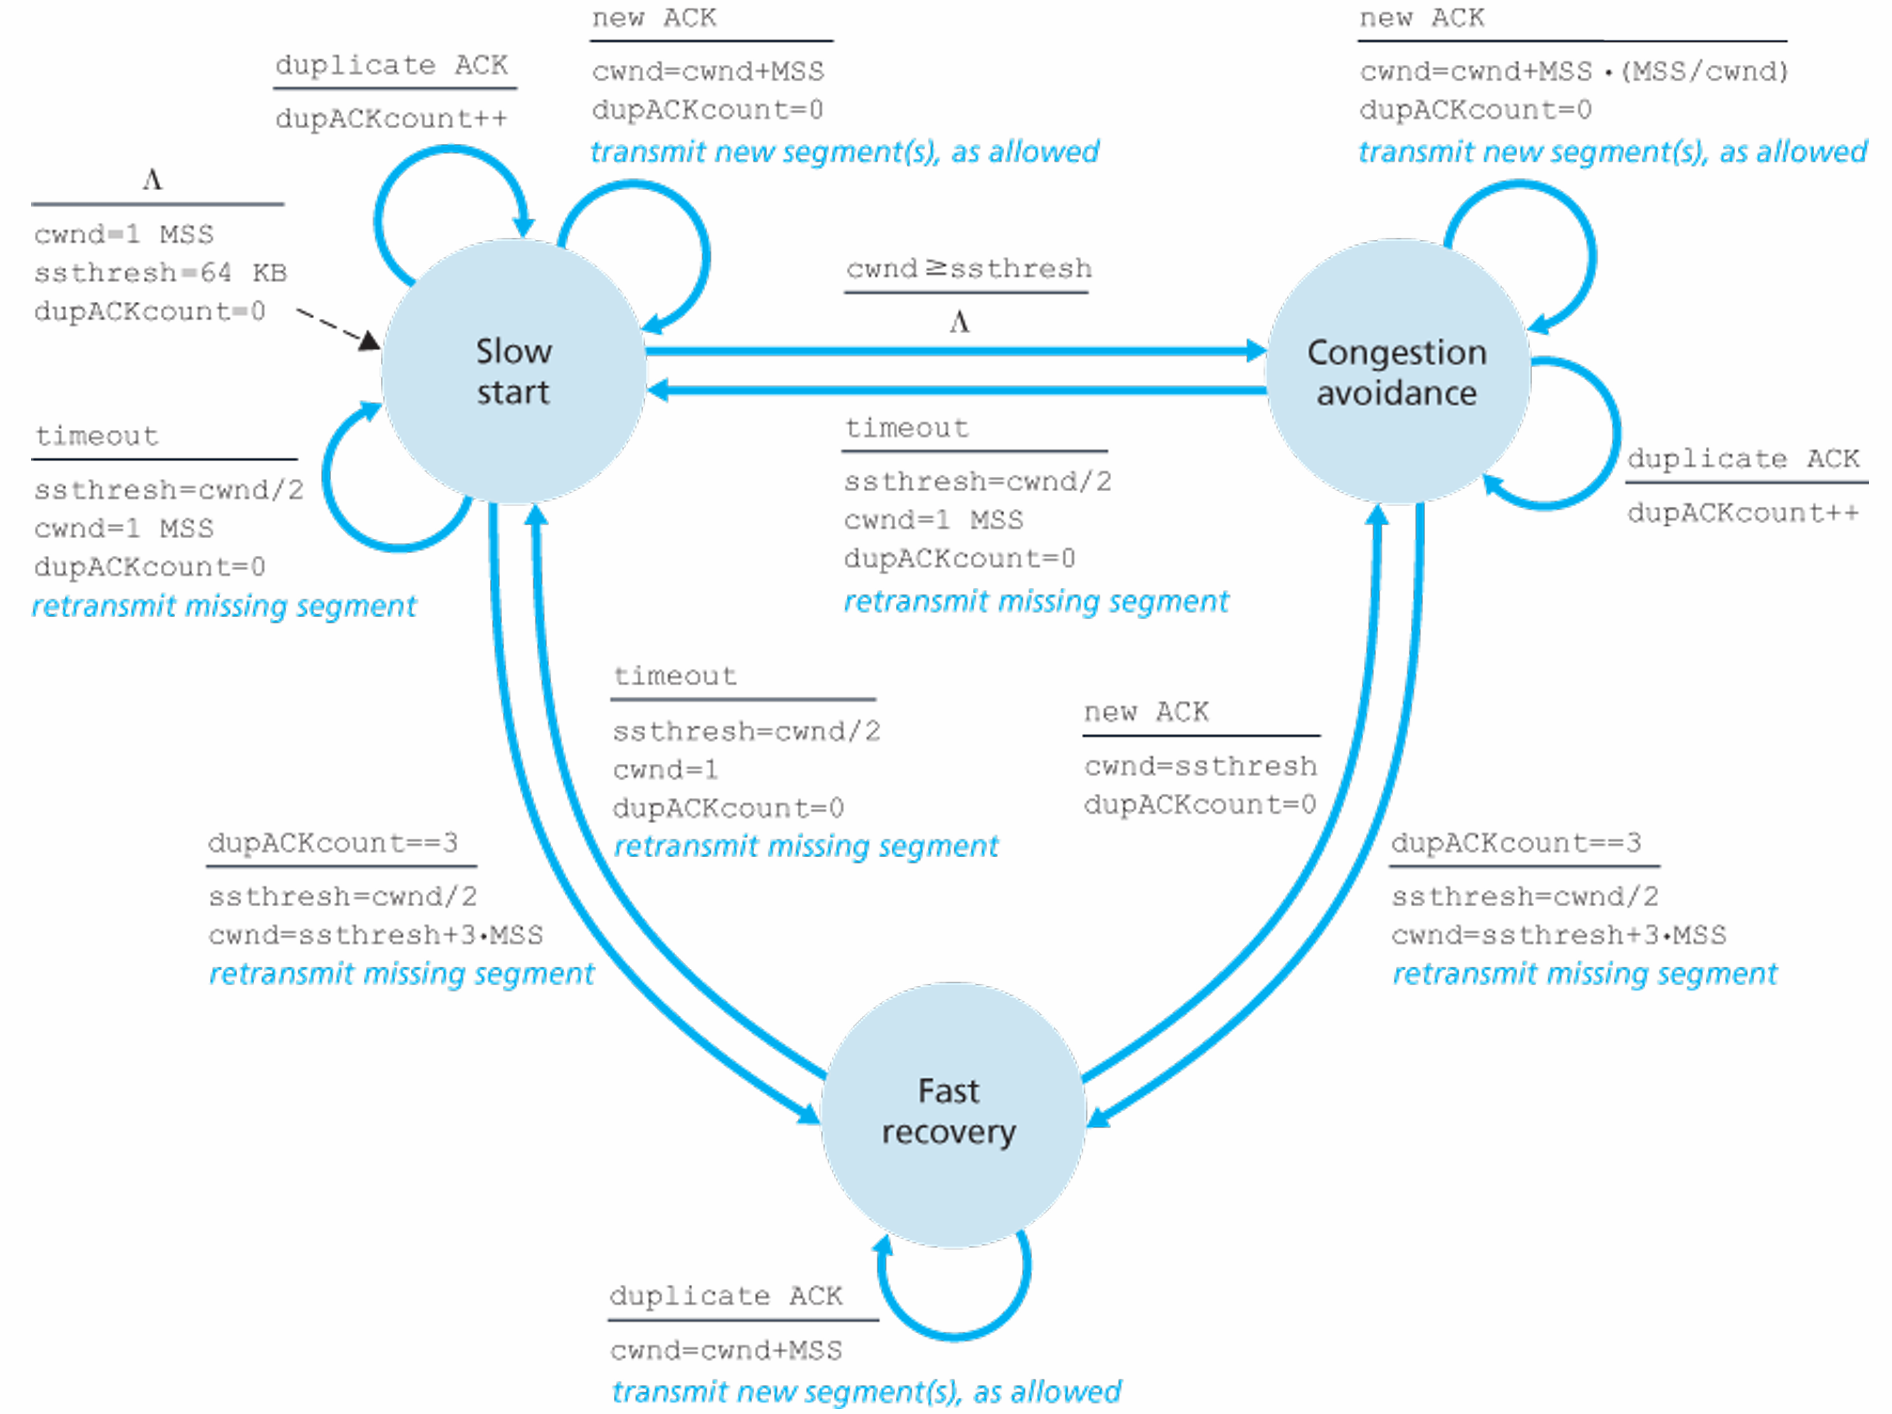 new ACK
cwnd=cwnd+MSS
dupACKcount=0
transmit new segment(s), as allowed
new ACK
cwnd=cwnd+MSS·(MSS/cwnd)
dupACKcount=0
transmit new segment(s), as allowed
duplicate ACK
dupACKcount++
Λ
cwnd=1 MSS
ssthresh=64 KB
dupACKcount=0
cwnd≥ssthresh
Λ
Slow
start
Congestion
avoidance
timeout
ssthresh=cwnd/2
cwnd=1 MSS
dupACKcount=0
retransmit missing segment
timeout
ssthresh=cwnd/2
cwnd=1 MSS
dupACKcount=0
retransmit missing segment
duplicate ACK
dupACKcount++
timeout
ssthresh=cwnd/2
cwnd=1
dupACKcount=0
retransmit missing segment
new ACK
cwnd=ssthresh
dupACKcount=0
dupACKcount==3
ssthresh=cwnd/2
cwnd=ssthresh+3·MSS
retransmit missing segment
dupACKcount==3
ssthresh=cwnd/2
cwnd=ssthresh+3·MSS
retransmit missing segment
Fast
recovery
duplicate ACK
cwnd=cwnd+MSS
transmit new segment(s), as allowed